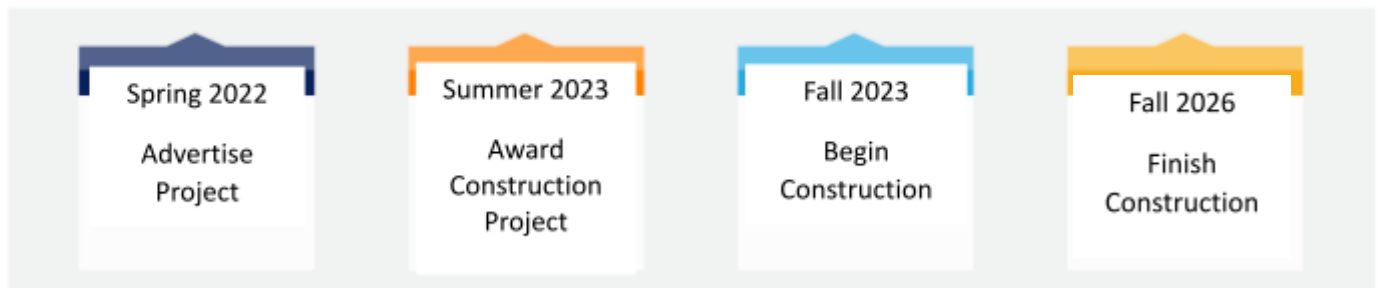 Spring 2022
Advertise
Project
Summer 2023
Award
Construction
Project
Fall 2023
Begin
Construction
Fall 2026
Finish
Construction